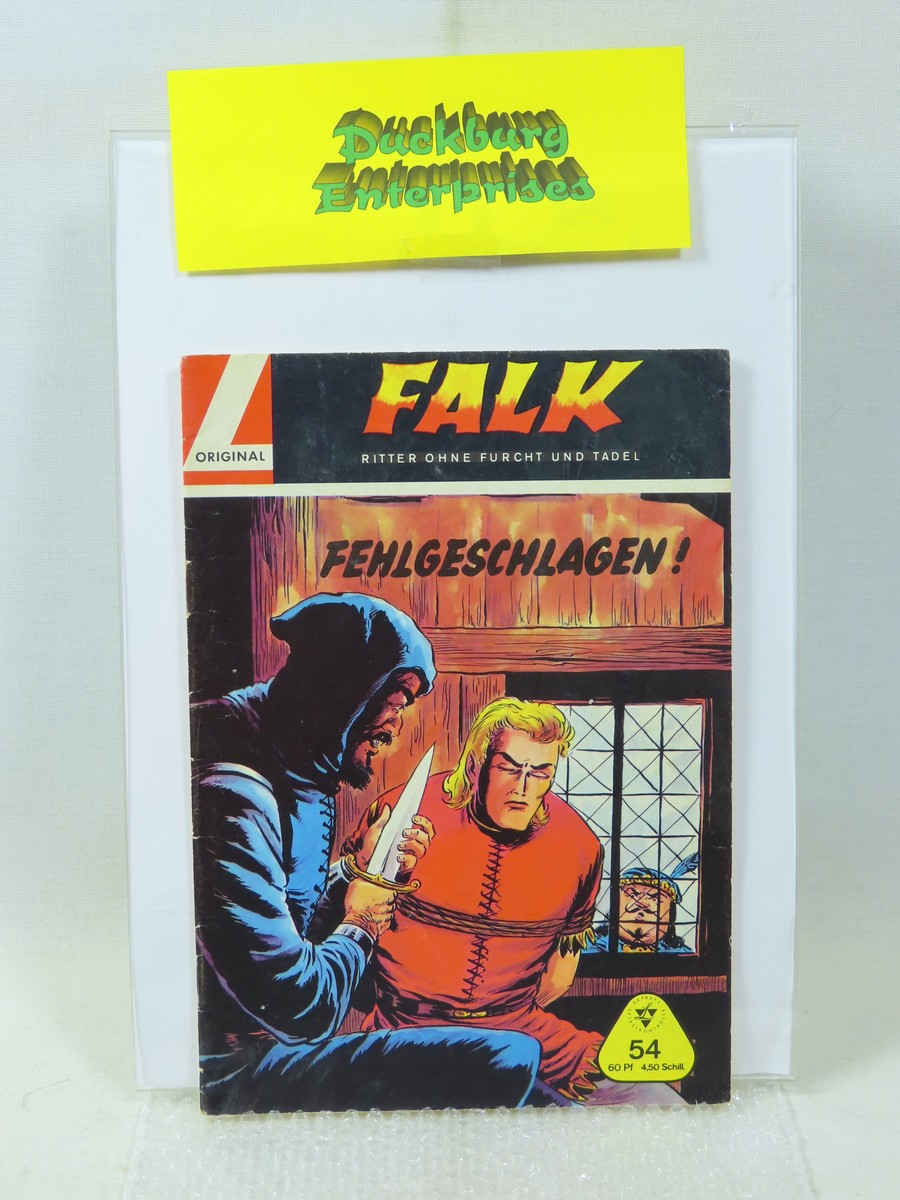 Duckburg
Enterprises
L
ORIGINAL
FALK
RITTER OHNE FURCHT UND TADEL
FEHLGESCHLAGEN!
54
60 Pf 4,50 Schill.